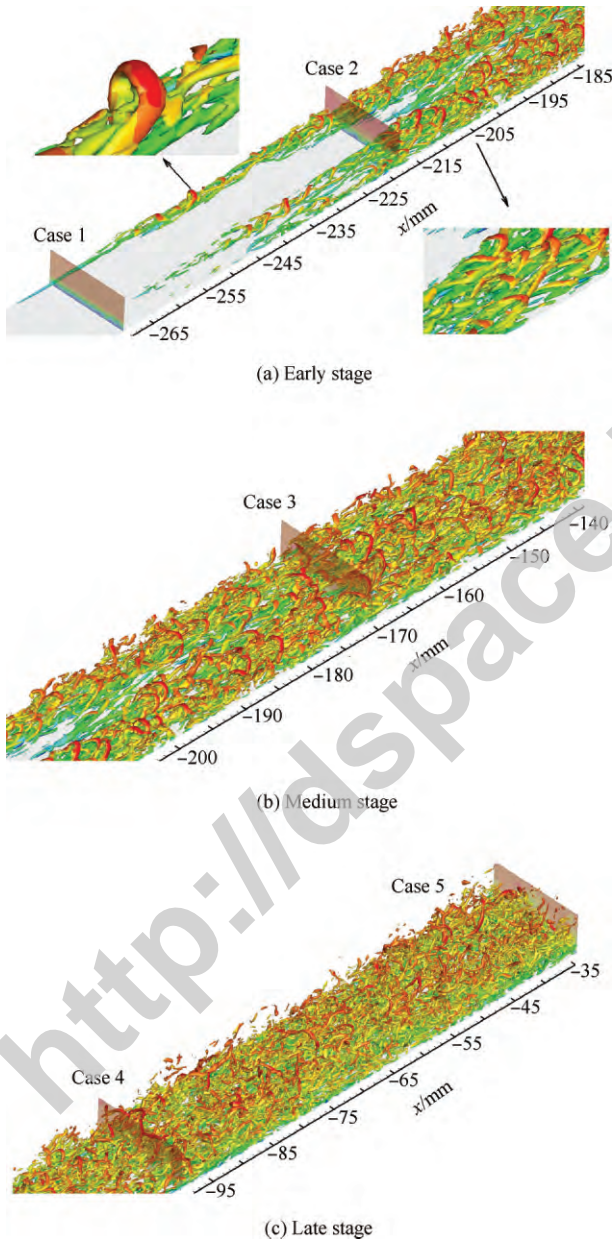 Case 1
Case 2
-265
-255
-245
-235
-225
-215
-205
-195
-185
x/mm
(a) Early stage
Case 3
-200
-190
-180
-170
-160
-150
-140
x/mm
(b) Medium stage
Case 4
Case 5
-95
-85
-75
-65
-55
-45
-35
x/mm
(c) Late stage
http://dspace.